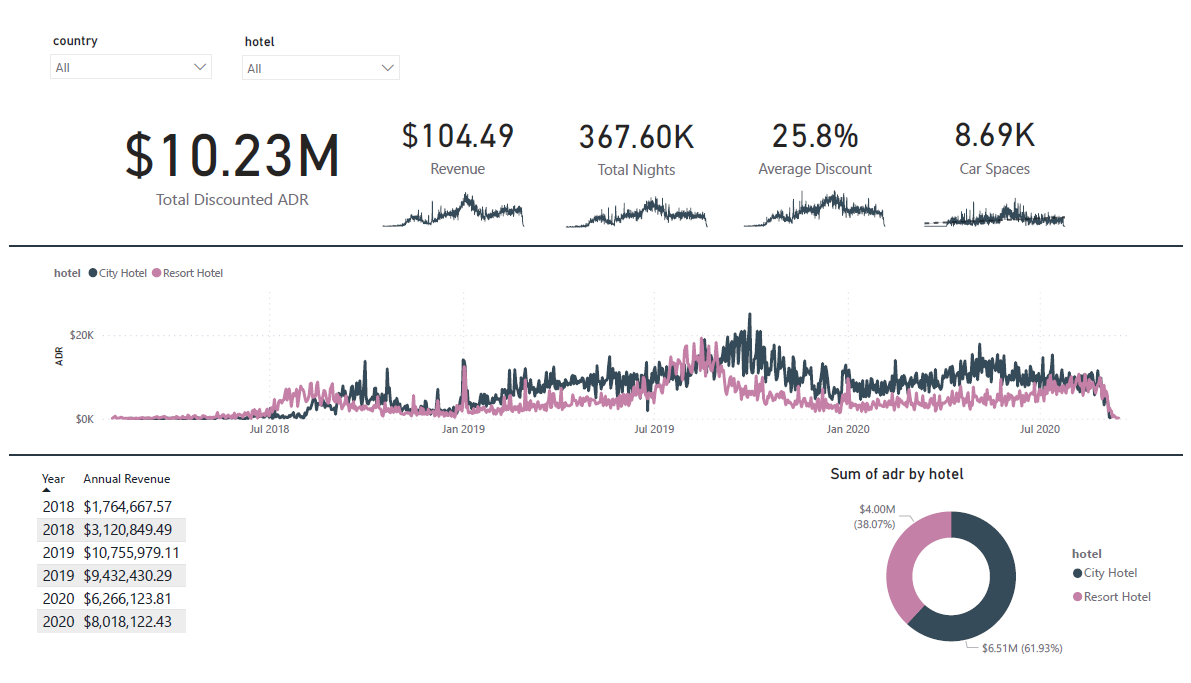 country
hotel
All
All
$10.23M
Total Discounted ADR
$104.49
Revenue
367.60K
Total Nights
25.8%
Average Discount
8.69K
Car Spaces
hotel City Hotel Resort Hotel
ADR
$20K
$0K
Jul 2018
Jan 2019
Jul 2019
Jan 2020
Jul 2020
Year Annual Revenue
2018 $1,764,667.57
2018 $3,120,849.49
2019 $10,755,979.11
2019 $9,432,430.29
2020 $6,266,123.81
2020 $8,018,122.43
Sum of adr by hotel
$4.00M
(38.07%)
$6.51M (61.93%)
hotel
City Hotel
Resort Hotel